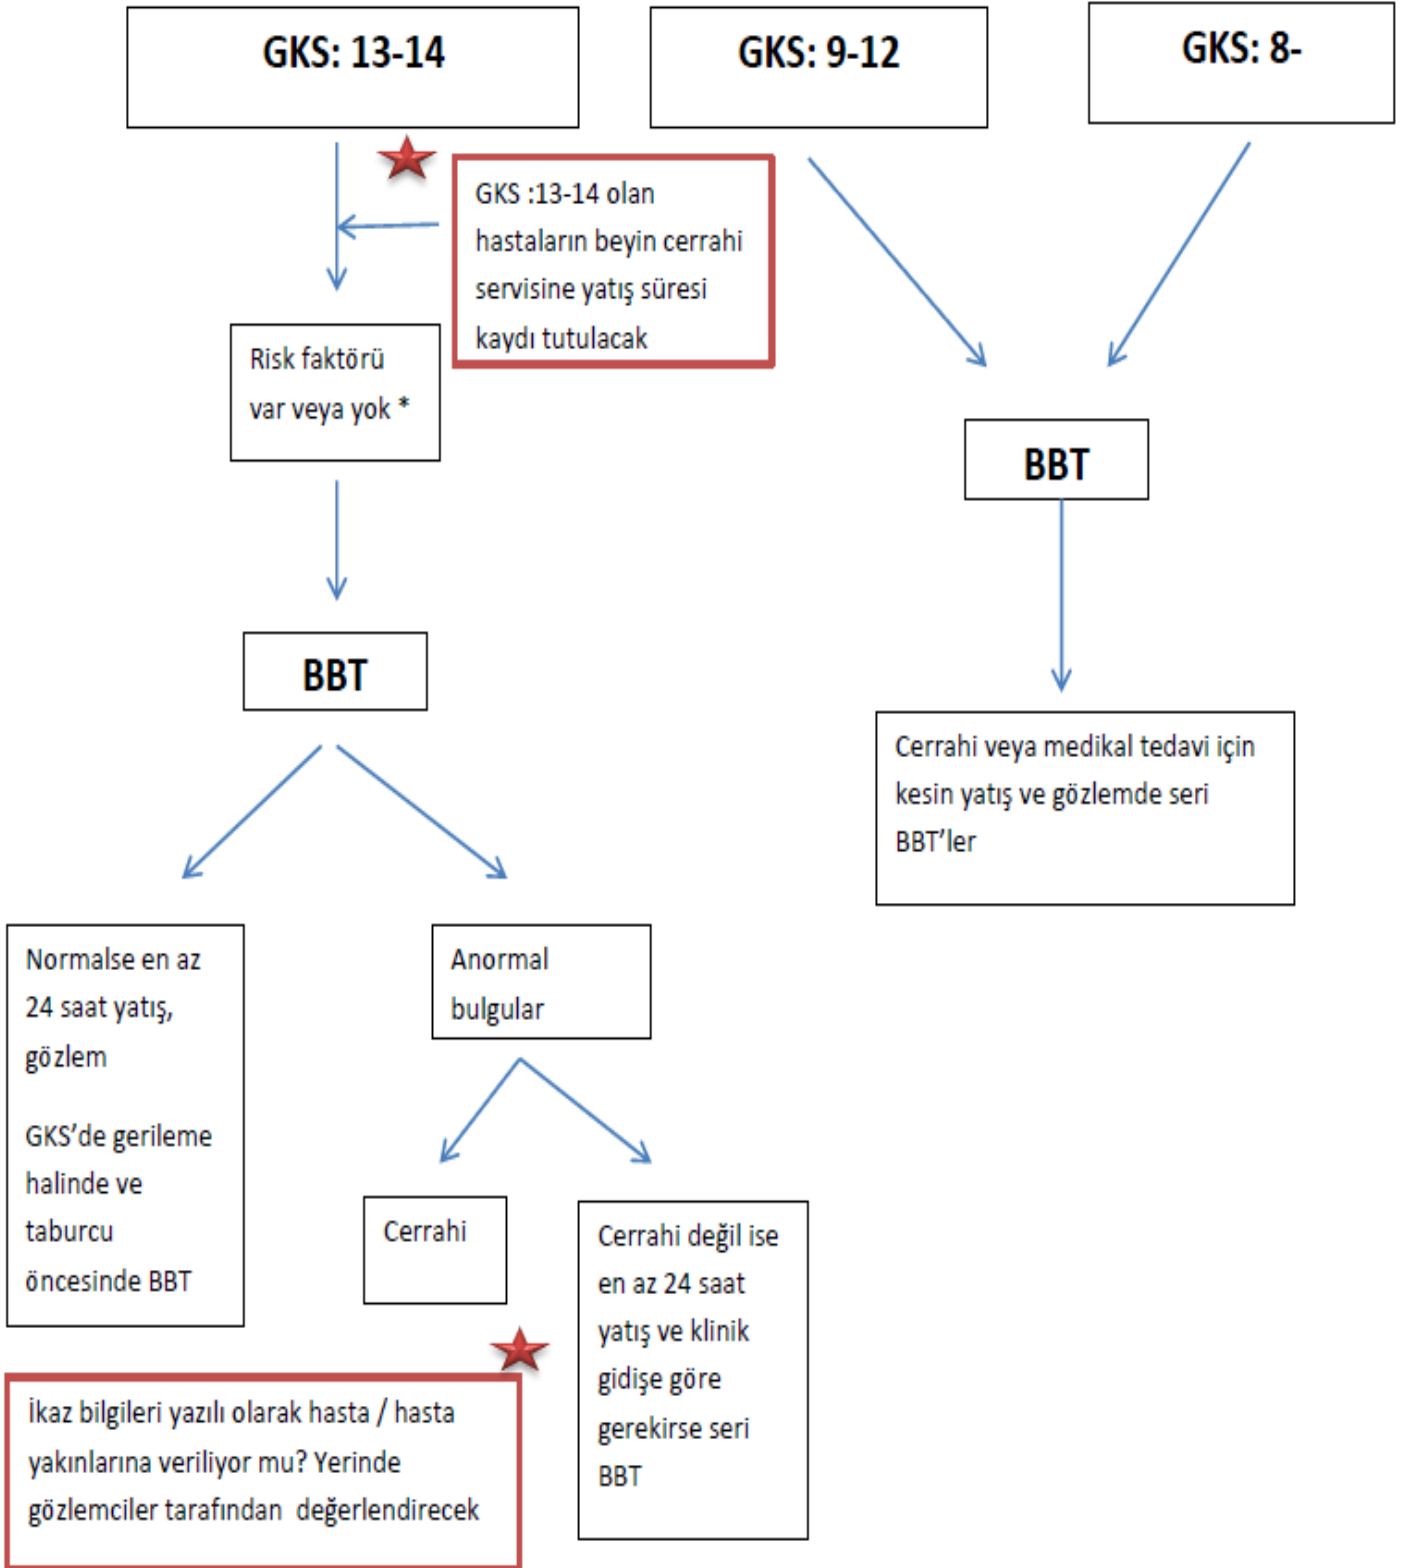 GKS: 13-14
GKS: 9-12
GKS: 8-
GKS :13-14 olan
hastaların beyin cerrahi
servisine yatış süresi
kaydı tutulacak
Risk faktörü
var veya yok *
BBT
BBT
Cerrahi veya medikal tedavi için
kesin yatış ve gözlemde seri
BBT’ler
Normalse en az
24 saat yatış,
gözlem
GKS’de gerileme
halinde ve
taburcu
öncesinde BBT
Anormal
bulgular
Cerrahi
Cerrahi değil ise
en az 24 saat
yatış ve klinik
gidişe göre
gerekirse seri
BBT
İkaz bilgileri yazılı olarak hasta / hasta
yakınlarına veriliyor mu? Yerinde
gözlemciler tarafından değerlendirecek